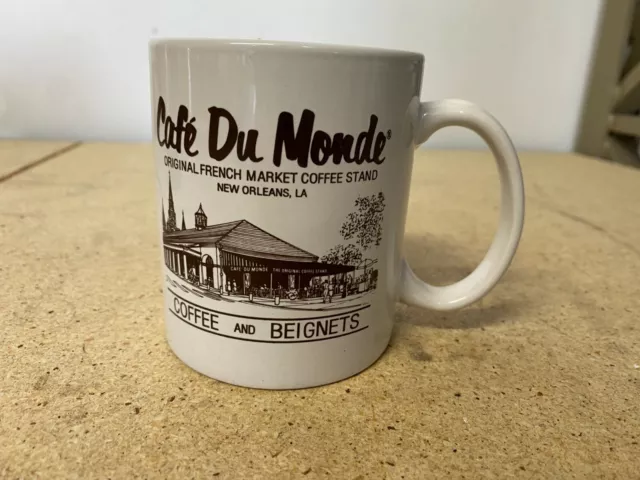 Café Du Monde®
ORIGINAL FRENCH MARKET COFFEE STAND
NEW ORLEANS, LA
CAFE DU MONDE THE ORIGINAL COFFEE STAND
COFFEE AND BEIGNETS